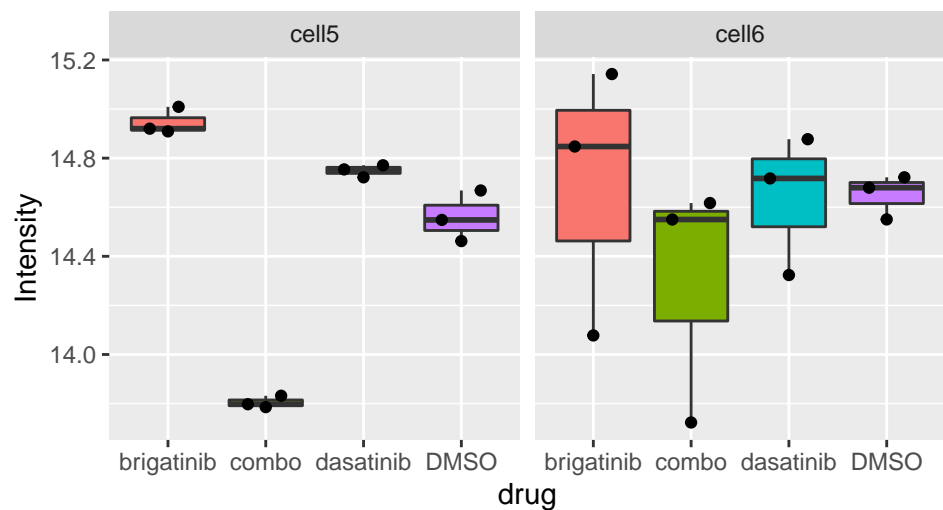 cell5 cell6
15.2
14.8
14.4
14.0
Intensity
brigatinib combo dasatinib DMSO brigatinib combo dasatinib DMSO
drug